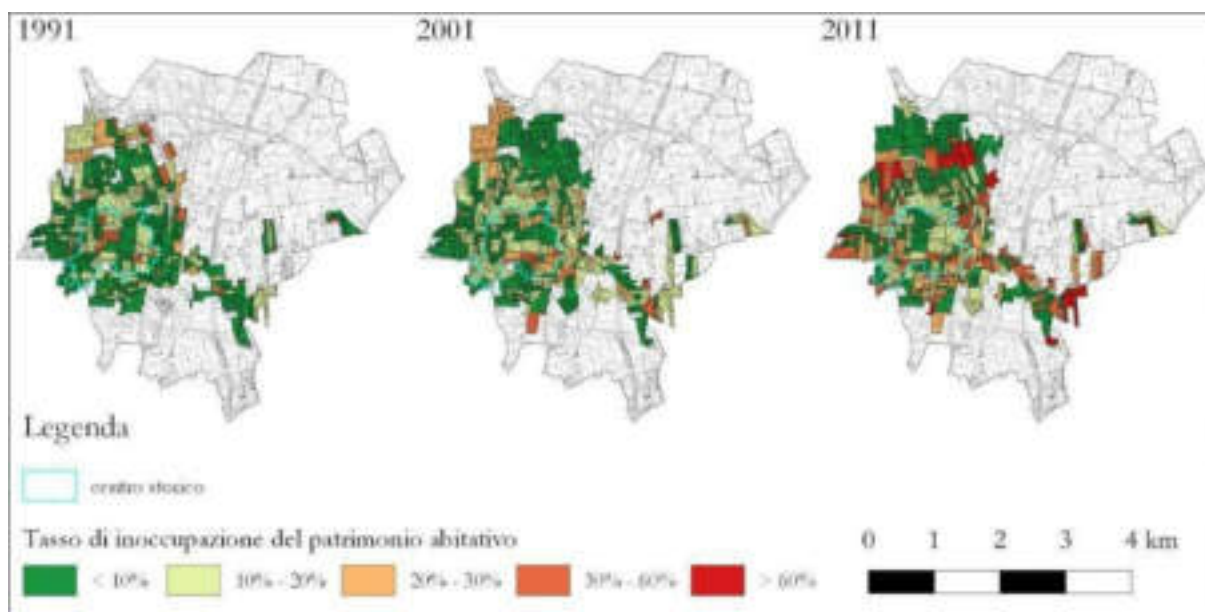 1991 2001 2011
Legenda
centro storico
Tasso di inoccupazione del patrimonio abitativo
0 1 2 3 4 km
< 10% 10% - 20% 20% - 30% 30% - 60% > 60%